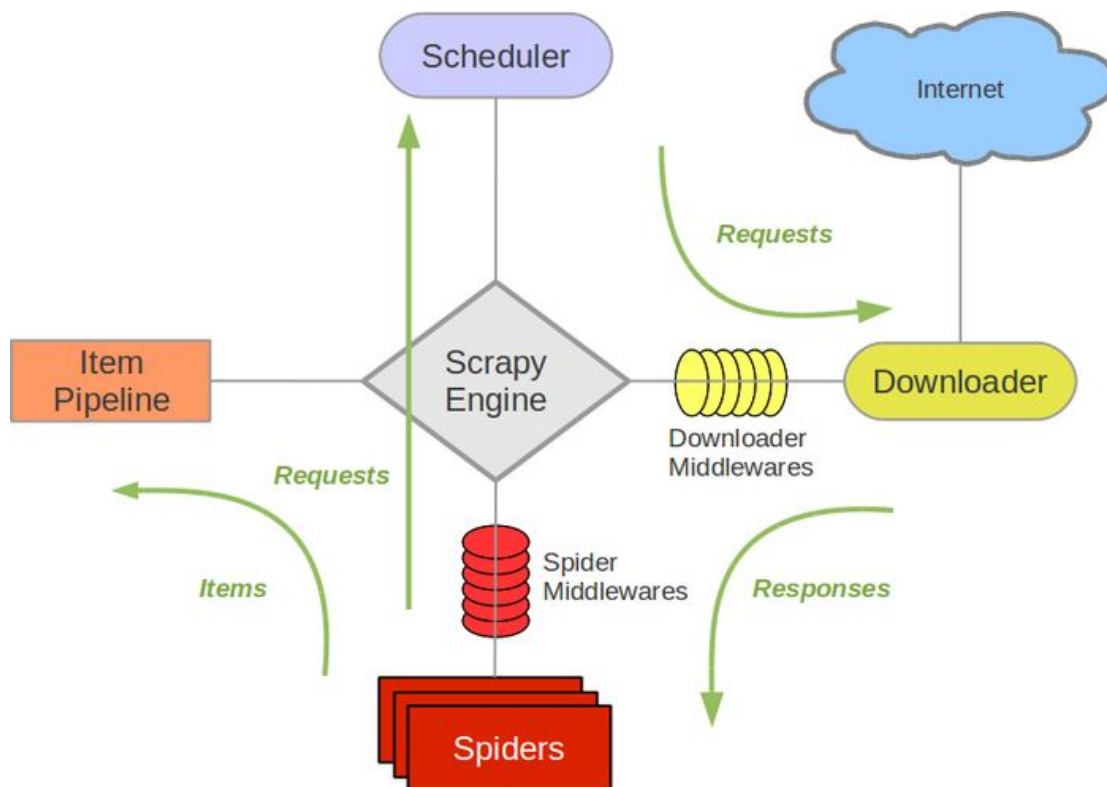 Scheduler
Internet
Requests
Item
Pipeline
Scrapy
Engine
Downloader
Downloader
Middlewares
Requests
Spider
Middlewares
Items
Responses
Spiders